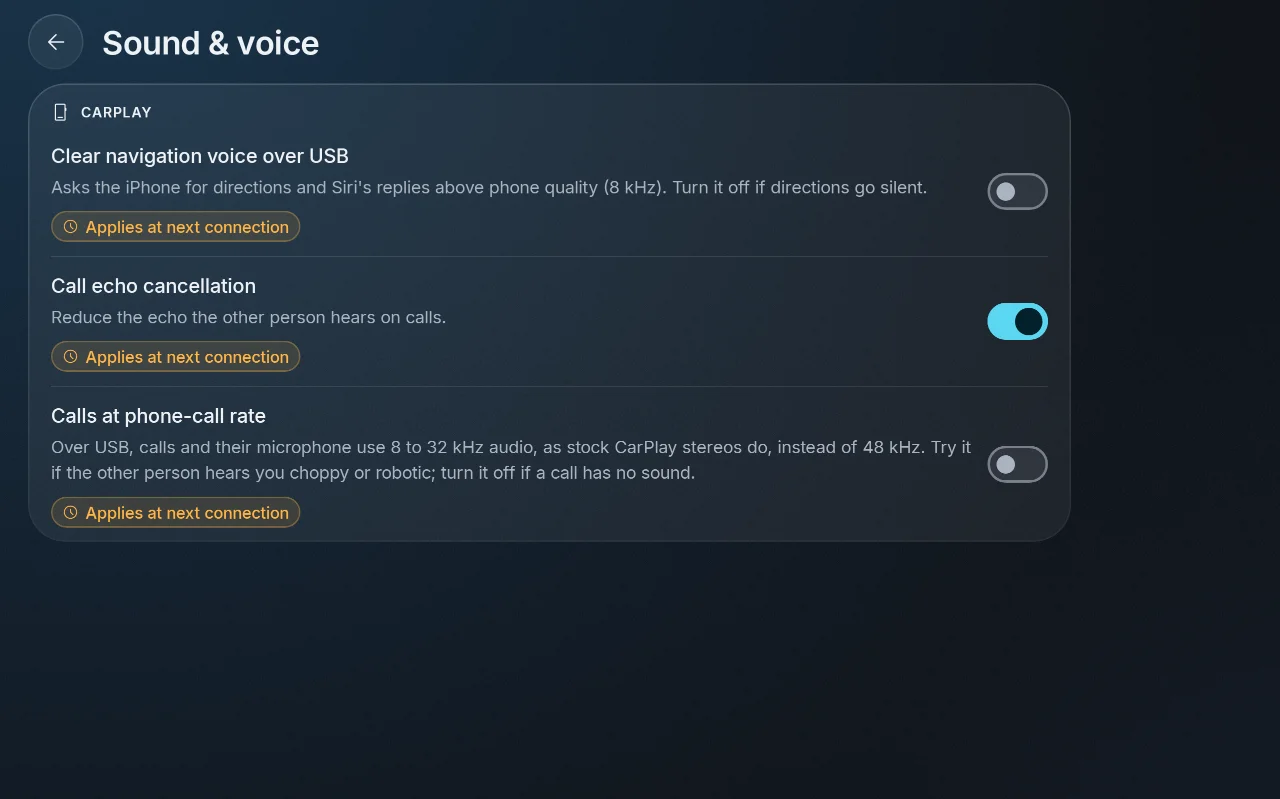 Sound & voice
CARPLAY
Clear navigation voice over USB
Asks the iPhone for directions and Siri's replies above phone quality (8 kHz). Turn it off if directions go silent.
Applies at next connection
Call echo cancellation
Reduce the echo the other person hears on calls.
Applies at next connection
Calls at phone-call rate
Over USB, calls and their microphone use 8 to 32 kHz audio, as stock CarPlay stereos do, instead of 48 kHz. Try it
if the other person hears you choppy or robotic; turn it off if a call has no sound.
Applies at next connection